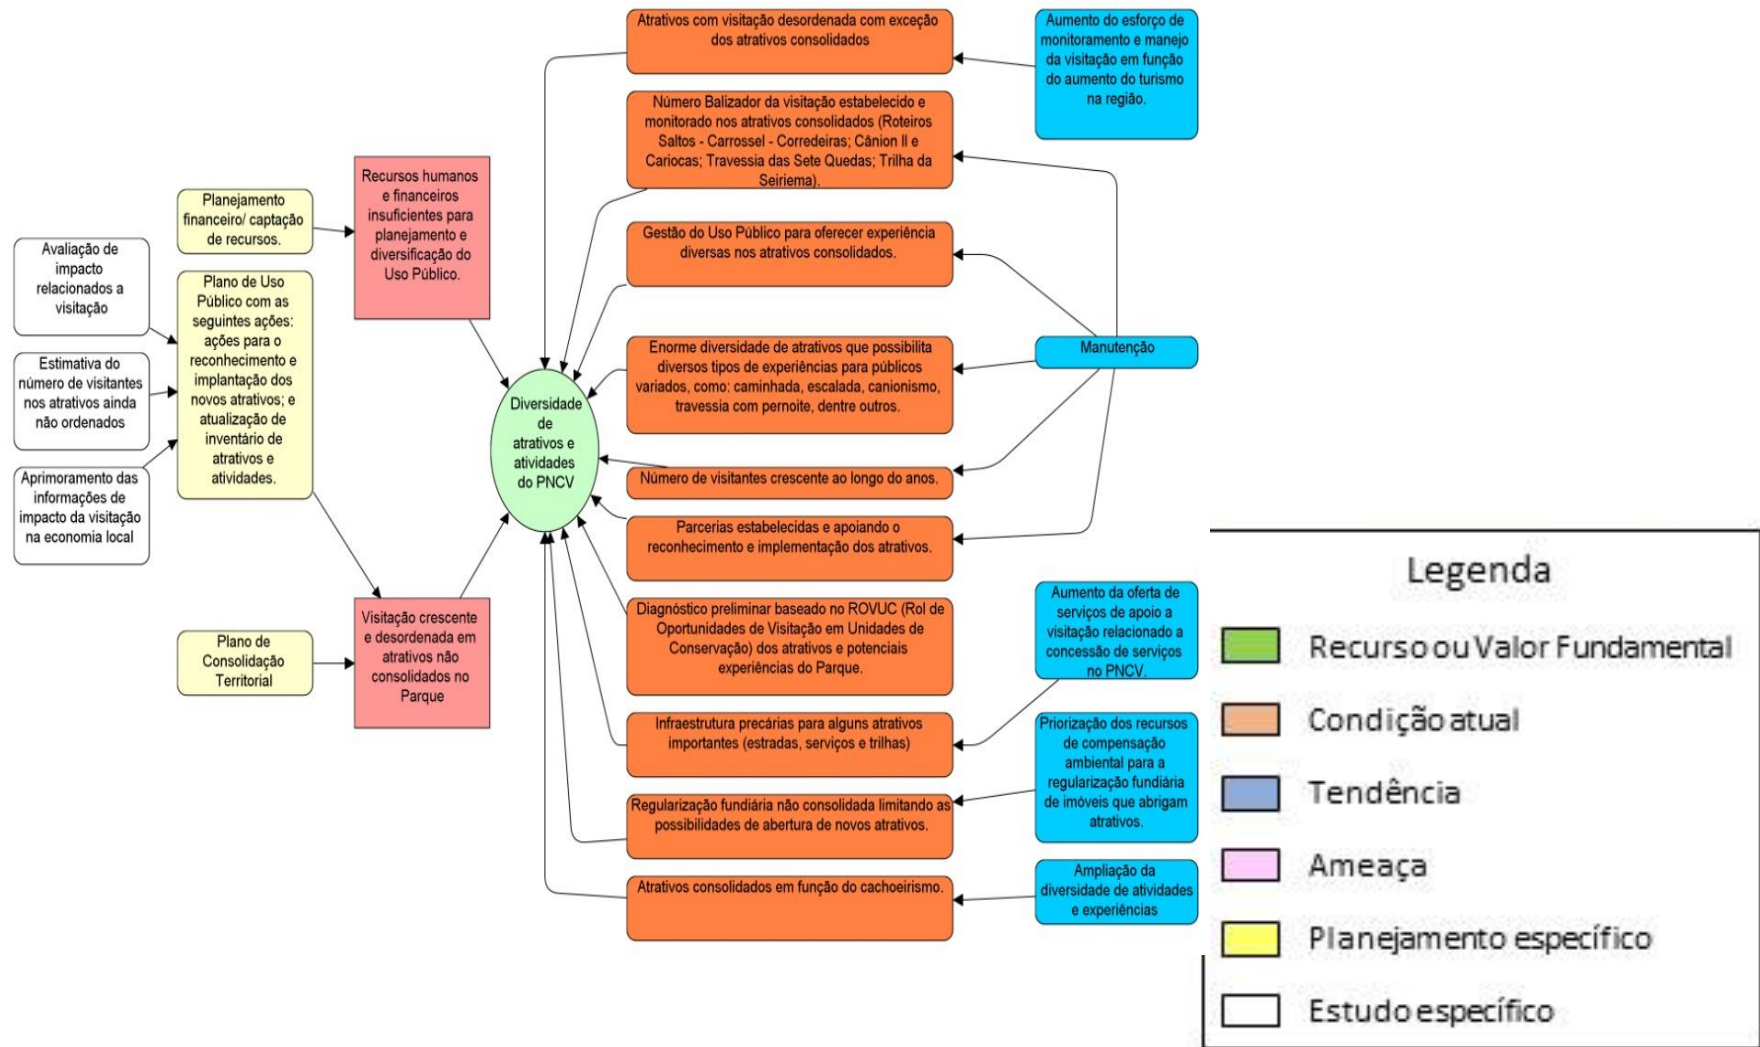 Avaliação de
impacto
relacionados a
visitação
Estimativa do
número de visitantes
nos atrativos ainda
não ordenados
Aprimoramento das
informações de
impacto da visitação
na economia local
Planejamento
financeiro/ captação
de recursos.
Plano de Uso
Público com as
seguintes ações:
ações para o
reconhecimento e
implantação dos
novos atrativos; e
atualização de
inventário de
atrativos e
atividades.
Plano de
Consolidação
Territorial
Recursos humanos
e financeiros
insuficientes para
planejamento e
diversificação do
Uso Público.
Visitação crescente
e desordenada em
atrativos não
consolidados no
Parque
Diversidade
de
atrativos e
atividades
do PNCV
Atrativos com visitação desordenada com exceção
dos atrativos consolidados
Número Balizador da visitação estabelecido e
monitorado nos atrativos consolidados (Roteiros
Saltos - Carrossel - Corredeiras; Cânion II e
Cariocas; Travessia das Sete Quedas; Trilha da
Seiriema).
Gestão do Uso Público para oferecer experiência
diversas nos atrativos consolidados.
Enorme diversidade de atrativos que possibilita
diversos tipos de experiências para públicos
variados, como: caminhada, escalada, canionismo,
travessia com pernoite, dentre outros.
Número de visitantes crescente ao longo do anos.
Parcerias estabelecidas e apoiando o
reconhecimento e implementação dos atrativos.
Diagnóstico preliminar baseado no ROVUC (Rol de
Oportunidades de Visitação em Unidades de
Conservação) dos atrativos e potenciais
experiências do Parque.
Infraestrutura precárias para alguns atrativos
importantes (estradas, serviços e trilhas)
Regularização fundiária não consolidada limitando as
possibilidades de abertura de novos atrativos.
Atrativos consolidados em função do cachoeirismo.
Aumento do esforço de
monitoramento e manejo
da visitação em função
do aumento do turismo
na região.
Manutenção
Aumento da oferta de
serviços de apoio a
visitação relacionado a
concessão de serviços
no PNCV.
Priorização dos recursos
de compensação
ambiental para a
regularização fundiária
de imóveis que abrigam
atrativos.
Ampliação da
diversidade de atividades
e experiências
Legenda
Recurso ou Valor Fundamental
Condição atual
Tendência
Ameaça
Planejamento específico
Estudo específico